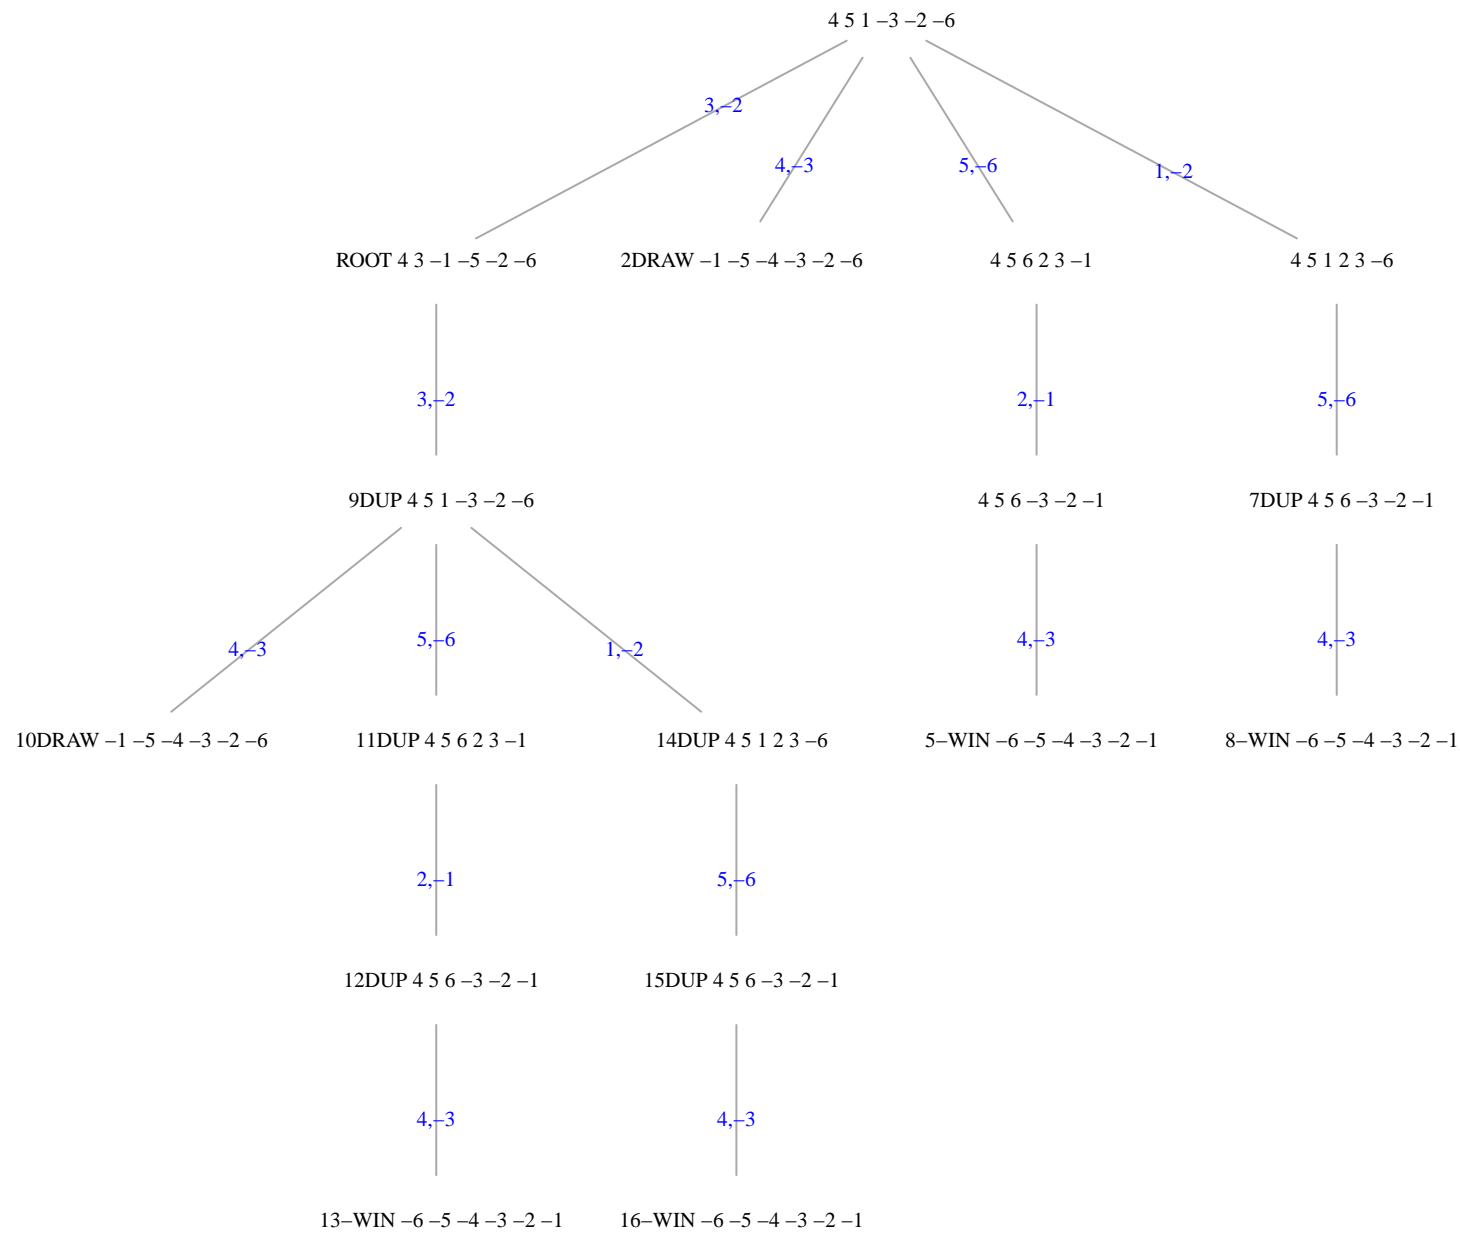 4 5 1 –3 –2 –6
3,–2
4,–3
5,–6
1,–2
ROOT 4 3 –1 –5 –2 –6
2DRAW –1 –5 –4 –3 –2 –6
4 5 6 2 3 –1
4 5 1 2 3 –6
3,–2
2,–1
5,–6
9DUP 4 5 1 –3 –2 –6
4 5 6 –3 –2 –1
7DUP 4 5 6 –3 –2 –1
4,–3
5,–6
1,–2
4,–3
4,–3
10DRAW –1 –5 –4 –3 –2 –6
11DUP 4 5 6 2 3 –1
14DUP 4 5 1 2 3 –6
5–WIN –6 –5 –4 –3 –2 –1
8–WIN –6 –5 –4 –3 –2 –1
2,–1
5,–6
12DUP 4 5 6 –3 –2 –1
15DUP 4 5 6 –3 –2 –1
4,–3
4,–3
13–WIN –6 –5 –4 –3 –2 –1
16–WIN –6 –5 –4 –3 –2 –1